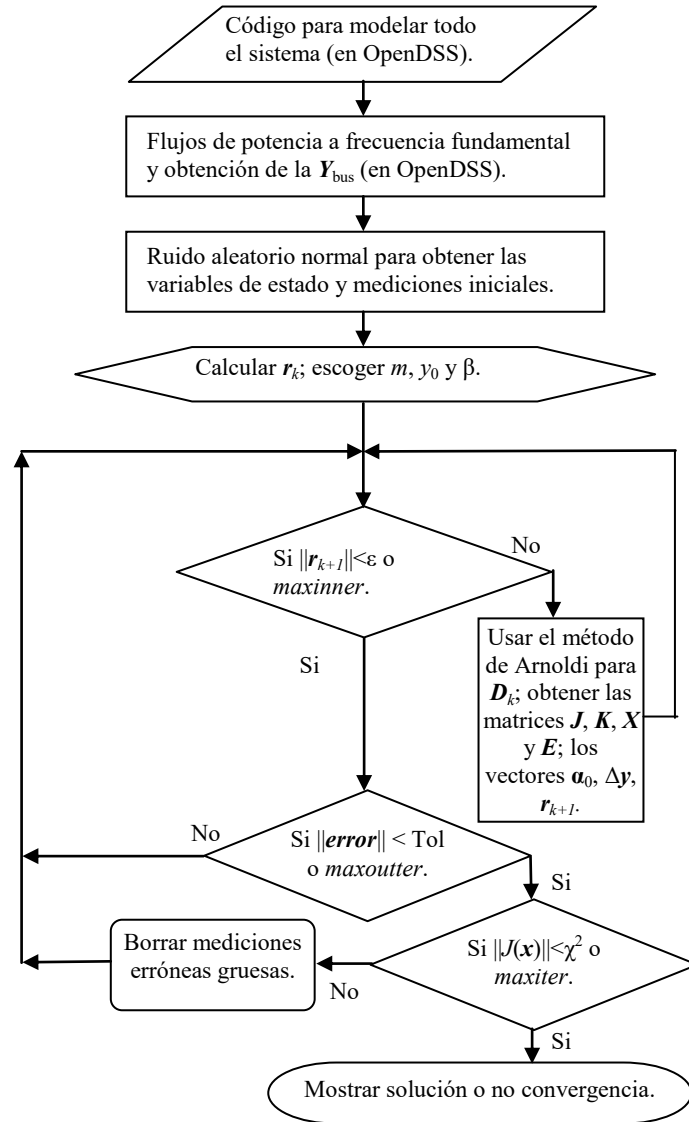 Código para modelar todo
el sistema (en OpenDSS).
Flujos de potencia a frecuencia fundamental
y obtención de la Ybus (en OpenDSS).
Ruido aleatorio normal para obtener las
variables de estado y mediciones iniciales.
Calcular rk; escoger m, y0 y β.
Si ||rk+1||<ε o
maxinner.
No
Si
Usar el método
de Arnoldi para
Dk; obtener las
matrices J, K, X
y E; los
vectores α0, Δy,
rk+1.
No
Si ||error|| < Tol
o maxoutter.
Si
Borrar mediciones
erróneas gruesas.
No
Si ||J(x)||<χ2 o
maxiter.
Si
Mostrar solución o no convergencia.